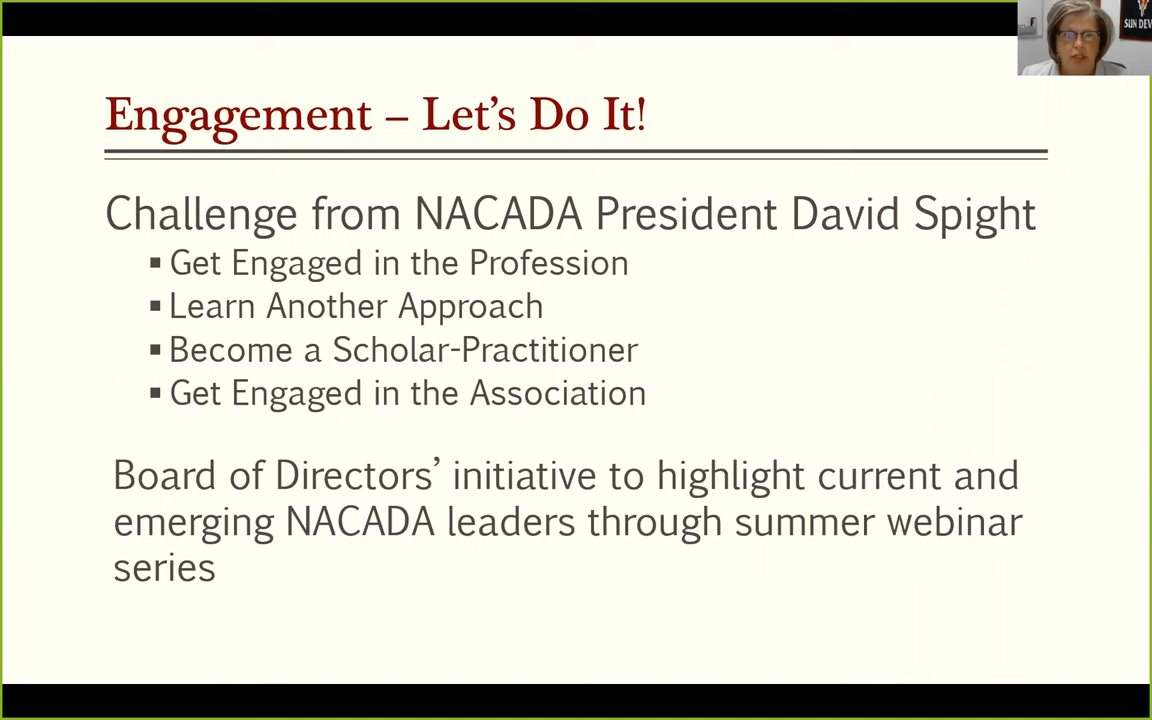 SUN DEV
Engagement – Let's Do It!
Challenge from NACADA President David Spight
▪ Get Engaged in the Profession
▪ Learn Another Approach
▪ Become a Scholar-Practitioner
▪ Get Engaged in the Association
Board of Directors' initiative to highlight current and
emerging NACADA leaders through summer webinar
series